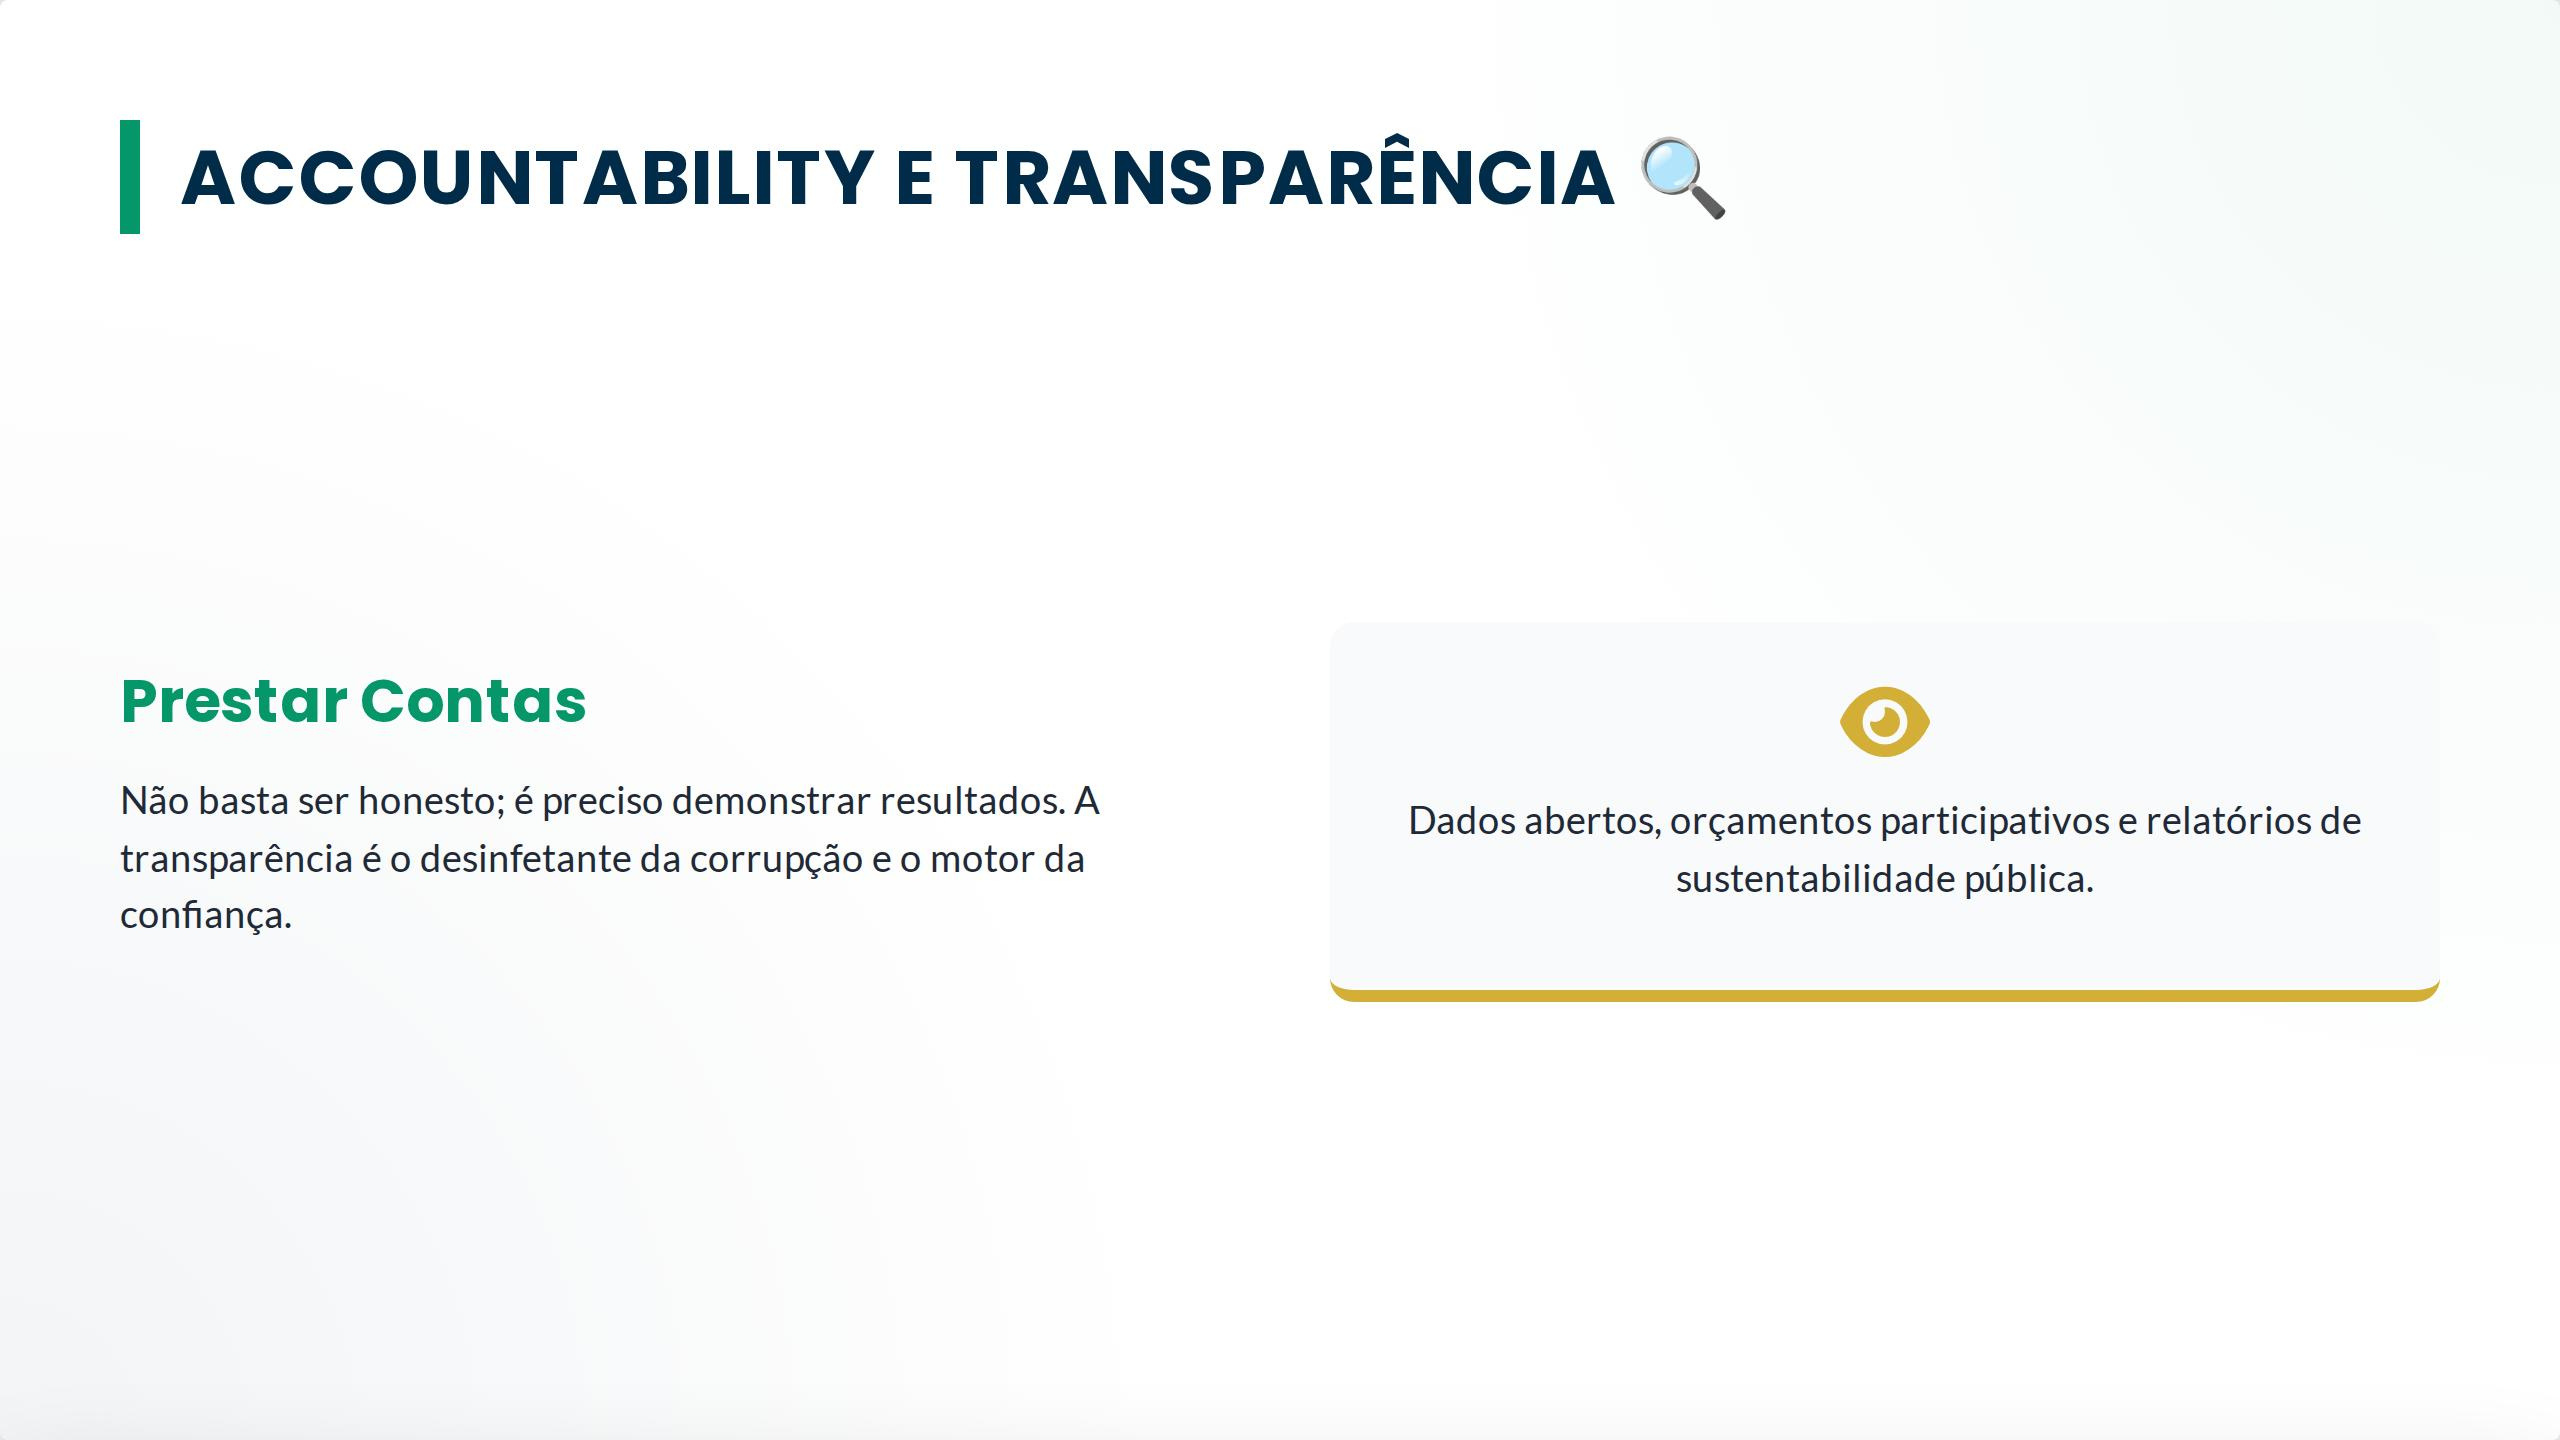 ACCOUNTABILITY E TRANSPARÊNCIA
Prestar Contas
Não basta ser honesto; é preciso demonstrar resultados. A
transparência é o desinfetante da corrupção e o motor da
confiança.
Dados abertos, orçamentos participativos e relatórios de
sustentabilidade pública.